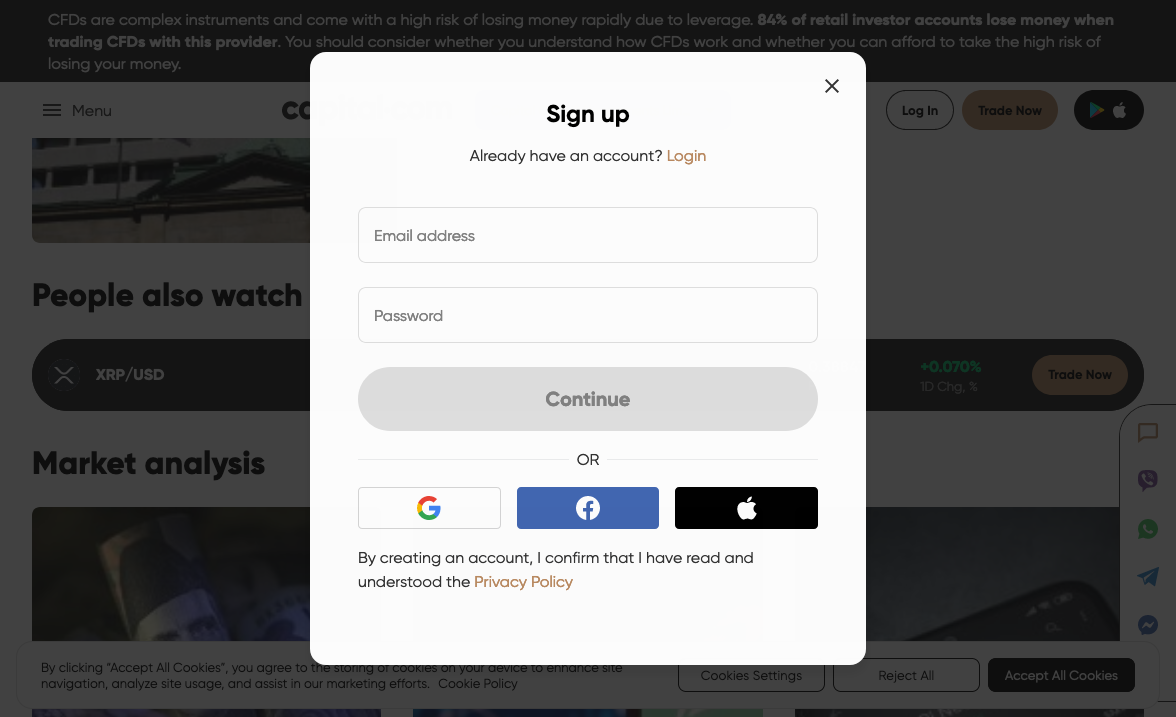 CFDs are complex instruments and come with a high risk of losing money rapidly due to leverage. 84% of retail investor accounts lose money when
trading CFDs with this provider. You should consider whether you understand how CFDs work and whether you can afford to take the high risk of
losing your money.
Menu
Log In
Trade Now
Sign up
Already have an account? Login
Email address
Password
Continue
OR
By creating an account, I confirm that I have read and
understood the Privacy Policy
People also watch
XRP/USD
+0.070%
1D Chg, %
Trade Now
Market analysis
By clicking "Accept All Cookies", you agree to the storing of cookies on your device to enhance site
navigation, analyze site usage, and assist in our marketing efforts. Cookie Policy
Cookies Settings
Reject All
Accept All Cookies